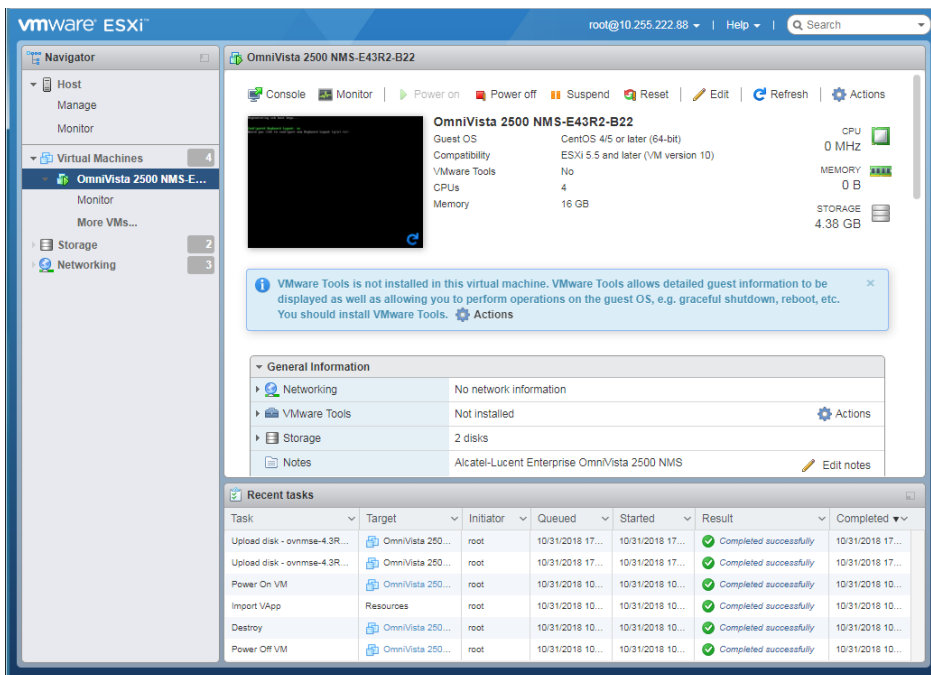 vmware ESXi™
root@10.255.222.88 | Help | Search
Navigator
Host
Manage
Monitor
Virtual Machines 4
OmniVista 2500 NMS-E...
Monitor
More VMs...
Storage 2
Networking 3
OmniVista 2500 NMS-E43R2-B22
Console Monitor | Power on Power off Suspend Reset | Edit | Refresh | Actions
OmniVista 2500 NMS-E43R2-B22
Guest OS CentOS 4/5 or later (64-bit)
Compatibility ESXi 5.5 and later (VM version 10)
VMware Tools No
CPUs 4
Memory 16 GB
CPU
0 MHz
MEMORY
0 B
STORAGE
4.38 GB
VMware Tools is not installed in this virtual machine. VMware Tools allows detailed guest information to be
displayed as well as allowing you to perform operations on the guest OS, e.g. graceful shutdown, reboot, etc.
You should install VMware Tools. Actions
General Information
Networking No network information
VMware Tools Not installed Actions
Storage 2 disks
Notes Alcatel-Lucent Enterprise OmniVista 2500 NMS Edit notes
Recent tasks
Task Target Initiator Queued Started Result Completed
Upload disk - ovnmse-4.3R... OmniVista 250... root 10/31/2018 17... 10/31/2018 17... Completed successfully 10/31/2018 17...
Upload disk - ovnmse-4.3R... OmniVista 250... root 10/31/2018 17... 10/31/2018 17... Completed successfully 10/31/2018 17...
Power On VM OmniVista 250... root 10/31/2018 10... 10/31/2018 10... Completed successfully 10/31/2018 10...
Import VApp Resources root 10/31/2018 10... 10/31/2018 10... Completed successfully 10/31/2018 10...
Destroy OmniVista 250... root 10/31/2018 10... 10/31/2018 10... Completed successfully 10/31/2018 10...
Power Off VM OmniVista 250... root 10/31/2018 10... 10/31/2018 10... Completed successfully 10/31/2018 10...